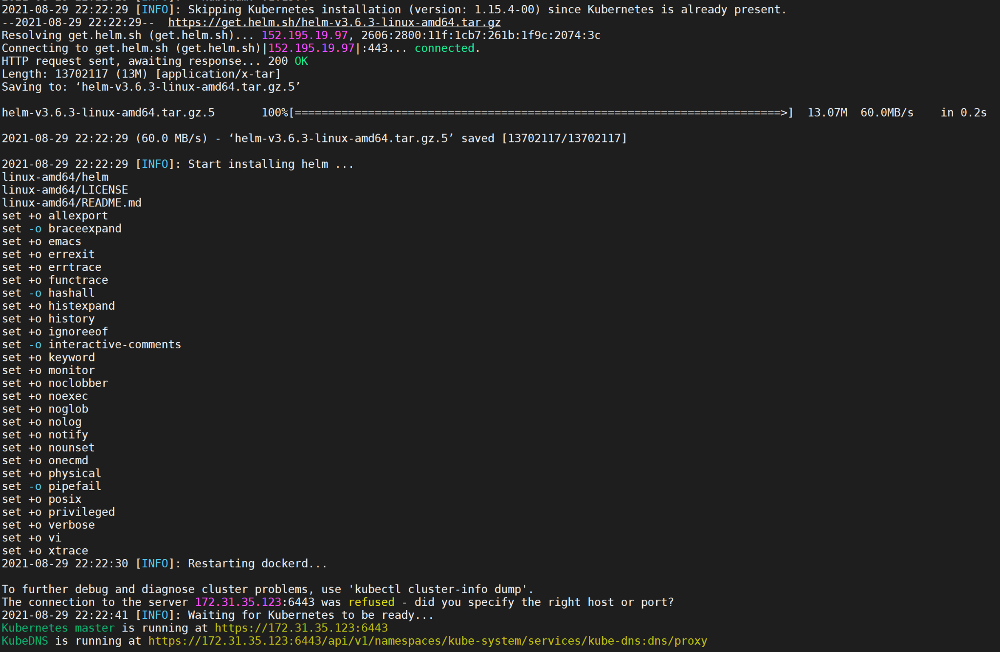 2021-08-29 22:22:29 [INFO]: Skipping Kubernetes installation (version: 1.15.4-00) since Kubernetes is already present.
--2021-08-29 22:22:29--  https://get.helm.sh/helm-v3.6.3-linux-amd64.tar.gz
Resolving get.helm.sh (get.helm.sh)... 152.195.19.97, 2606:2800:11f:1cb7:261b:1f9c:2074:3c
Connecting to get.helm.sh (get.helm.sh)|152.195.19.97|:443... connected.
HTTP request sent, awaiting response... 200 OK
Length: 13702117 (13M) [application/x-tar]
Saving to: ‘helm-v3.6.3-linux-amd64.tar.gz.5’
helm-v3.6.3-linux-amd64.tar.gz.5       100%[=========================================================================>]  13.07M  60.0MB/s    in 0.2s
2021-08-29 22:22:29 (60.0 MB/s) - ‘helm-v3.6.3-linux-amd64.tar.gz.5’ saved [13702117/13702117]
2021-08-29 22:22:29 [INFO]: Start installing helm ...
linux-amd64/helm
linux-amd64/LICENSE
linux-amd64/README.md
set +o allexport
set -o braceexpand
set +o emacs
set +o errexit
set +o errtrace
set +o functrace
set -o hashall
set +o histexpand
set +o history
set +o ignoreeof
set -o interactive-comments
set +o keyword
set +o monitor
set +o noclobber
set +o noexec
set +o noglob
set +o nolog
set +o notify
set +o nounset
set +o onecmd
set +o physical
set -o pipefail
set +o posix
set +o privileged
set +o verbose
set +o vi
set +o xtrace
2021-08-29 22:22:30 [INFO]: Restarting dockerd...
To further debug and diagnose cluster problems, use 'kubectl cluster-info dump'.
The connection to the server 172.31.35.123:6443 was refused - did you specify the right host or port?
2021-08-29 22:22:41 [INFO]: Waiting for Kubernetes to be ready...
Kubernetes master is running at https://172.31.35.123:6443
KubeDNS is running at https://172.31.35.123:6443/api/v1/namespaces/kube-system/services/kube-dns:dns/proxy